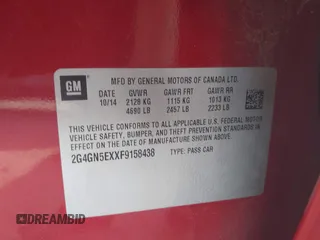 GM
MFD BY GENERAL MOTORS OF CANADA LTD.
10/14 GVWR GAWR FRT GAWR RR
2128 KG 1115 KG 1013 KG
4690 LB 2457 LB 2233 LB
THIS VEHICLE CONFORMS TO ALL APPLICABLE U.S. FEDERAL MOTOR VEHICLE
SAFETY, BUMPER, AND THEFT PREVENTION STANDARDS IN
EFFECT ON THE DATE OF MANUFACTURE SHOWN ABOVE.
2G4GN5EXXF9158438 TYPE: PASS CAR
DREAMBID